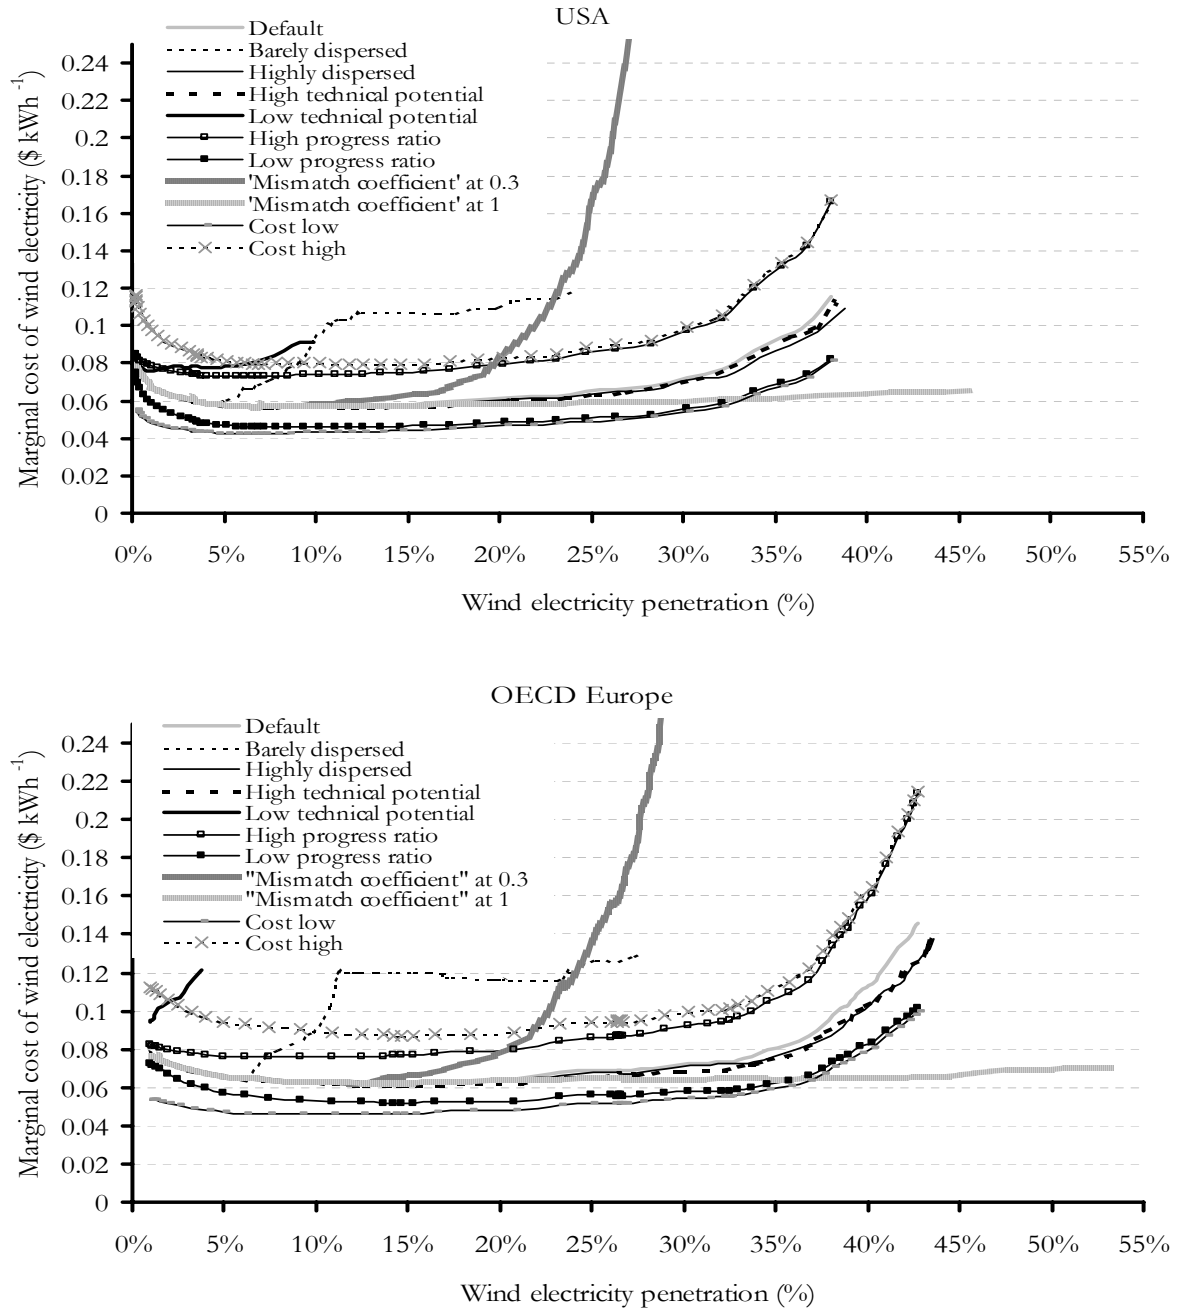 USA
Default
Barely dispersed
Highly dispersed
High technical potential
Low technical potential
High progress ratio
Low progress ratio
'Mismatch coefficient' at 0.3
'Mismatch coefficient' at 1
Cost low
Cost high
Marginal cost of wind electricity ($ kWh -1)
0.24
0.22
0.2
0.18
0.16
0.14
0.12
0.1
0.08
0.06
0.04
0.02
0
0% 5% 10% 15% 20% 25% 30% 35% 40% 45% 50% 55%
Wind electricity penetration (%)
OECD Europe
Default
Barely dispersed
Highly dispersed
High technical potential
Low technical potential
High progress ratio
Low progress ratio
"Mismatch coefficient" at 0.3
"Mismatch coefficient" at 1
Cost low
Cost high
Marginal cost of wind electricity ($ kWh -1)
0.24
0.22
0.2
0.18
0.16
0.14
0.12
0.1
0.08
0.06
0.04
0.02
0
0% 5% 10% 15% 20% 25% 30% 35% 40% 45% 50% 55%
Wind electricity penetration (%)